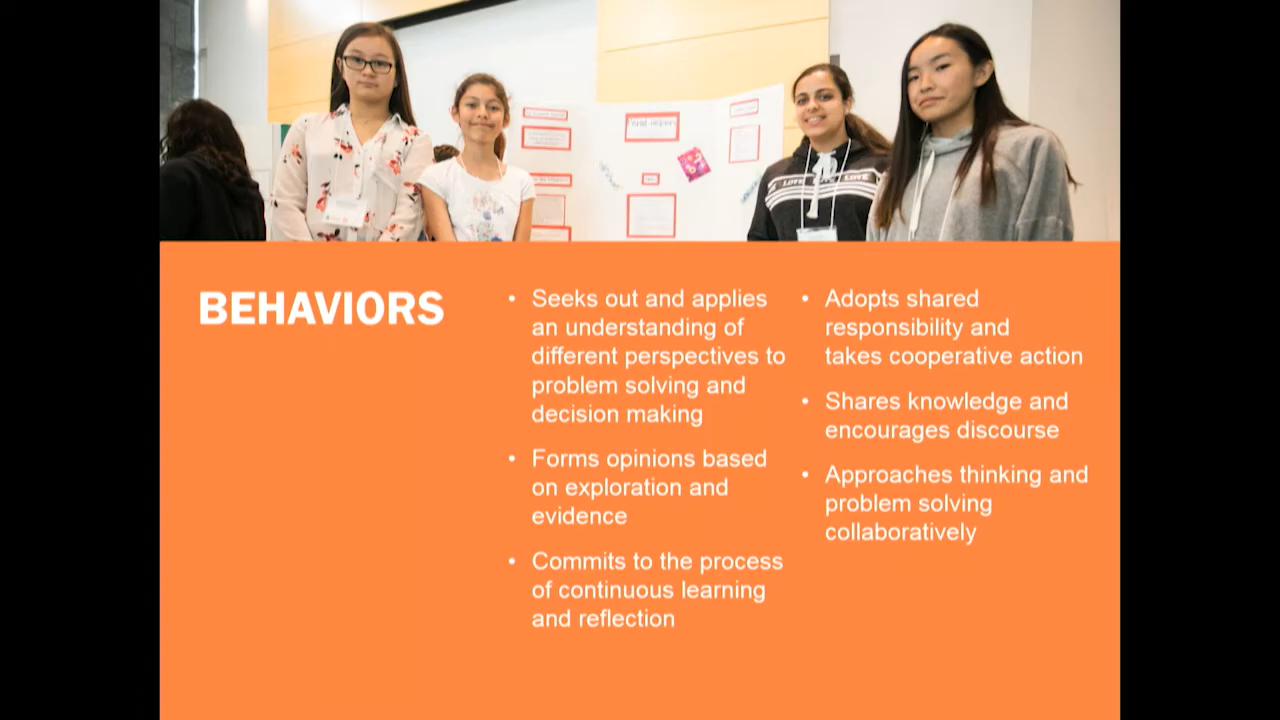 LOVE
BEHAVIORS
• Seeks out and applies
an understanding of
different perspectives to
problem solving and
decision making
• Forms opinions based
on exploration and
evidence
• Commits to the process
of continuous learning
and reflection
• Adopts shared
responsibility and
takes cooperative action
• Shares knowledge and
encourages discourse
• Approaches thinking and
problem solving
collaboratively